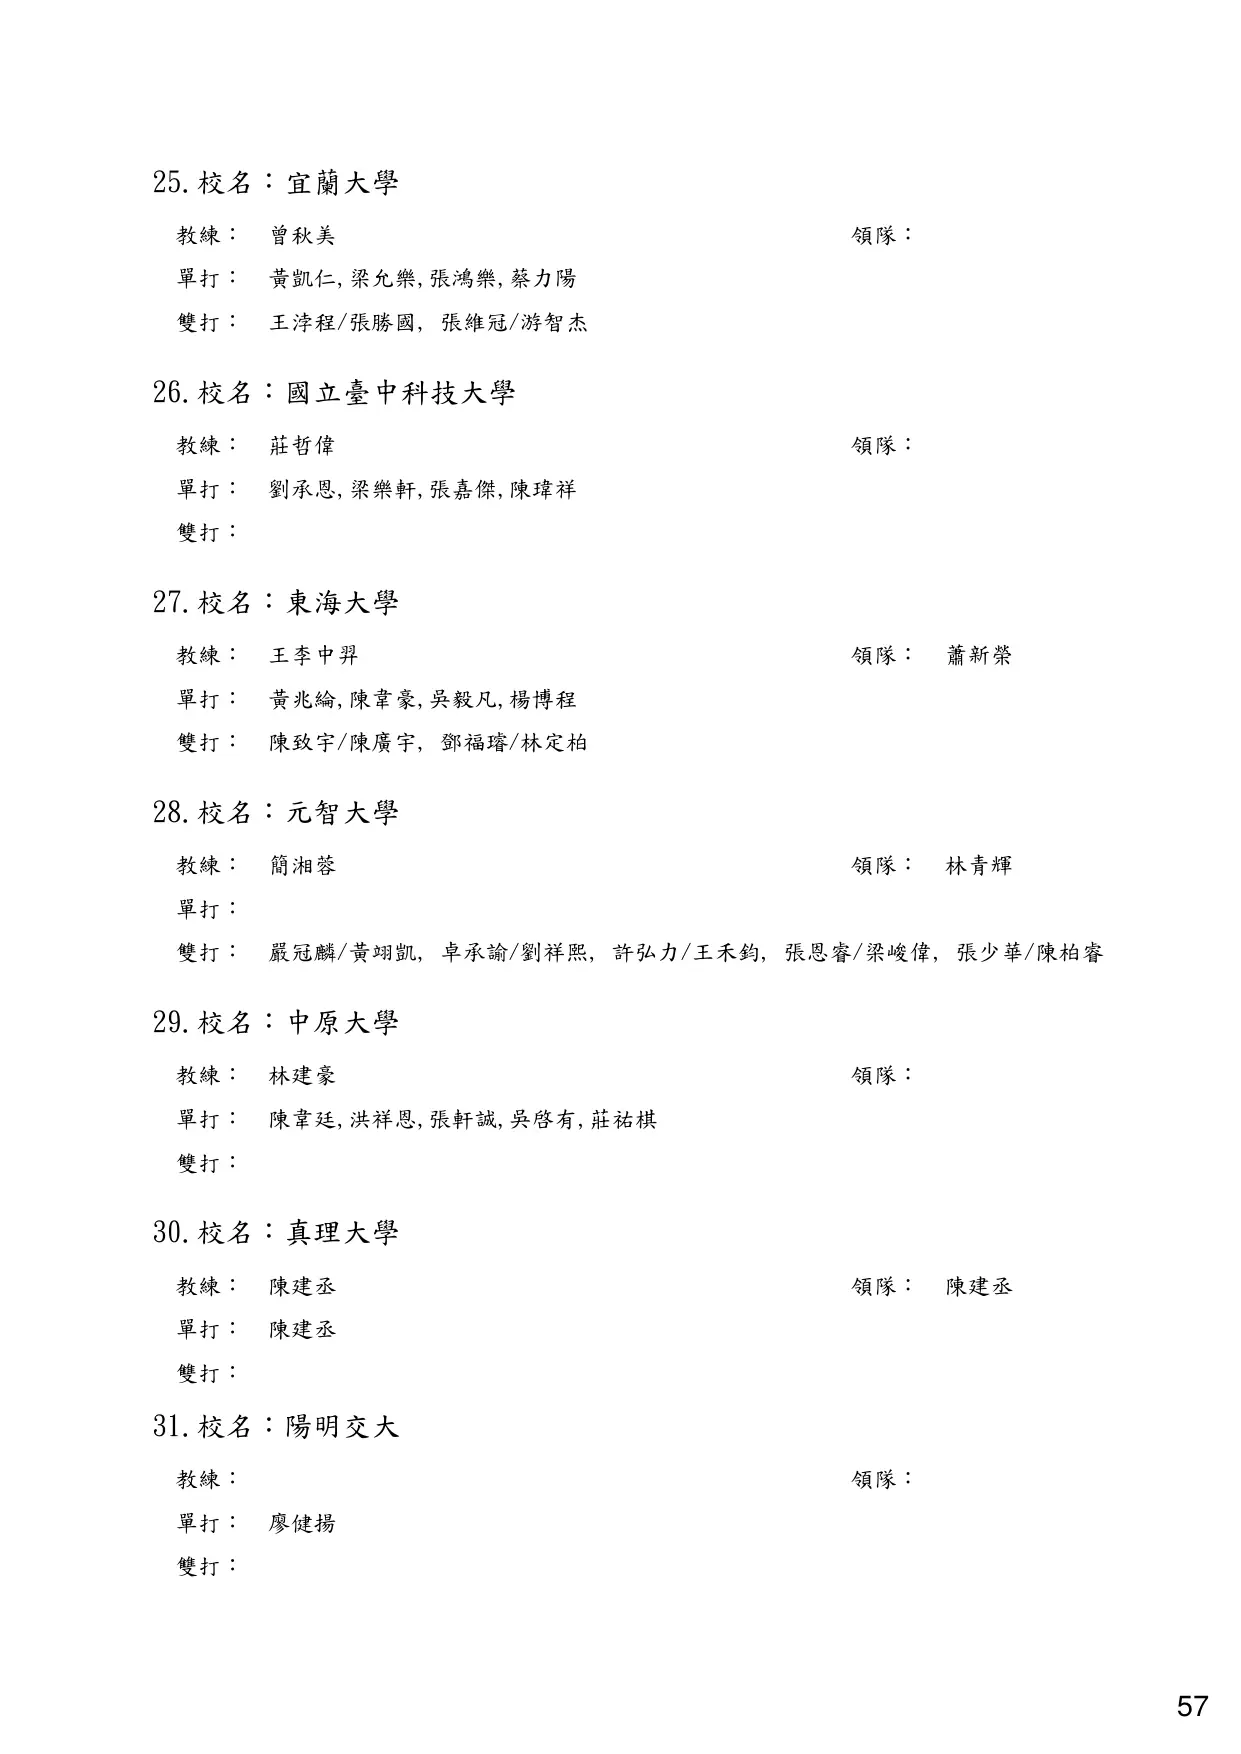 25.校名：宜蘭大學
教練： 曾秋美 領隊：
單打： 黃凱仁,梁允樂,張鴻樂,蔡力陽
雙打： 王浡程/張勝國, 張維冠/游智杰
26.校名：國立臺中科技大學
教練： 莊哲偉 領隊：
單打： 劉承恩,梁樂軒,張嘉傑,陳瑋祥
雙打：
27.校名：東海大學
教練： 王李中羿 領隊： 蕭新榮
單打： 黃兆綸,陳韋豪,吳毅凡,楊博程
雙打： 陳致宇/陳廣宇, 鄧福璿/林定柏
28.校名：元智大學
教練： 簡湘蓉 領隊： 林青輝
單打：
雙打： 嚴冠麟/黃翊凱, 卓承諭/劉祥熙, 許弘力/王禾鈞, 張恩睿/梁峻偉, 張少華/陳柏睿
29.校名：中原大學
教練： 林建豪 領隊：
單打： 陳韋廷,洪祥恩,張軒誠,吳啓有,莊祐棋
雙打：
30.校名：真理大學
教練： 陳建丞 領隊： 陳建丞
單打： 陳建丞
雙打：
31.校名：陽明交大
教練： 領隊：
單打： 廖健揚
雙打：
57